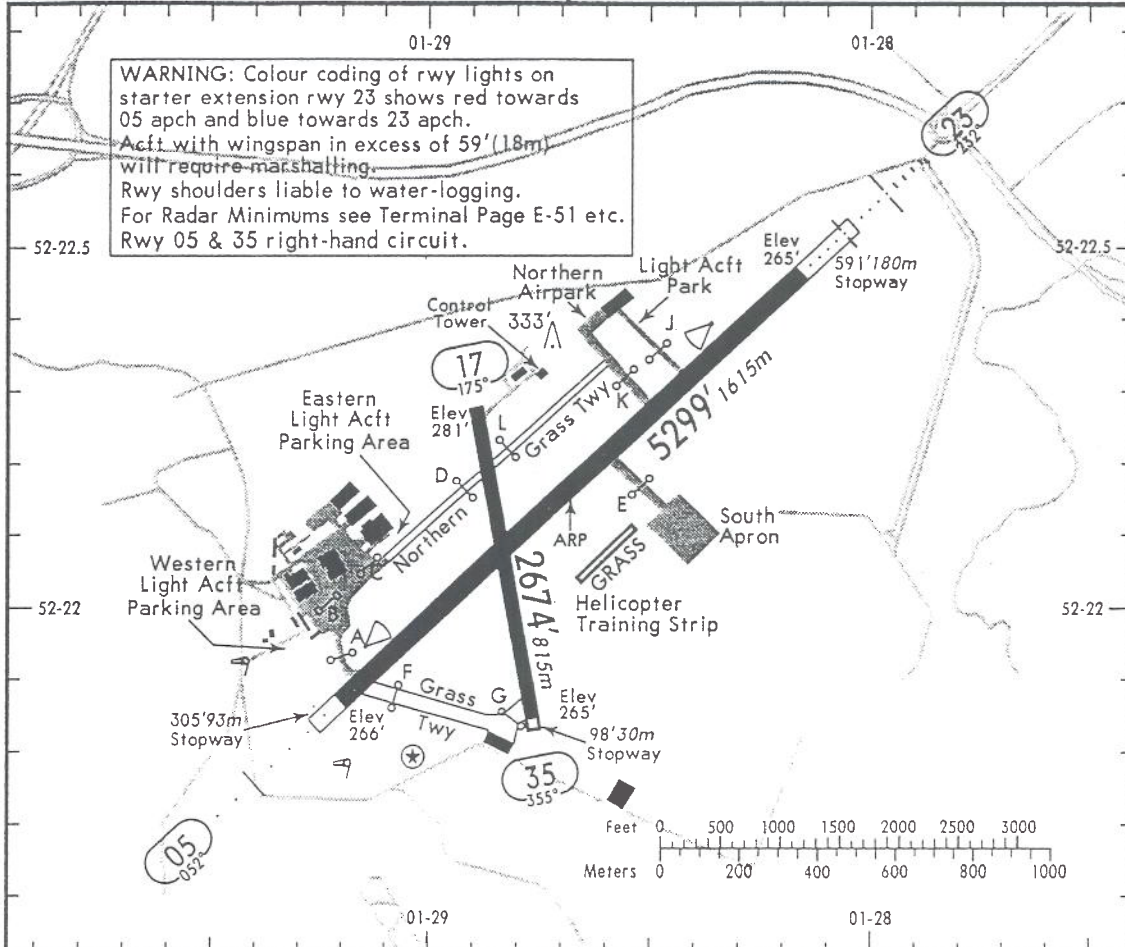 01-29
01-28
WARNING: Colour coding of rwy lights on
starter extension rwy 23 shows red towards
05 apch and blue towards 23 apch.
Acft with wingspan in excess of 59'(18m)
will require marshalling.
Rwy shoulders liable to water-logging.
For Radar Minimums see Terminal Page E-51 etc.
Rwy 05 & 35 right-hand circuit.
23
232°
52-22.5
52-22.5
Elev
265'
591'180m
Stopway
Northern
Airpark
Light Acft
Park
Control
Tower
333'
J
17
175°
K
Eastern
Light Acft
Parking Area
Elev
281'
L
Grass Twy
5299' 1615m
D
E
ARP
South
Apron
Northern
C
GRASS
Western
Light Acft
Parking Area
B
2674' 815m
Helicopter
Training Strip
52-22
52-22
A
F
Grass
Twy
G
Elev
265'
305'93m
Stopway
Elev
266'
98'30m
Stopway
35
355°
05
052°
Feet 0 500 1000 1500 2000 2500 3000
Meters 0 200 400 600 800 1000
01-29
01-28